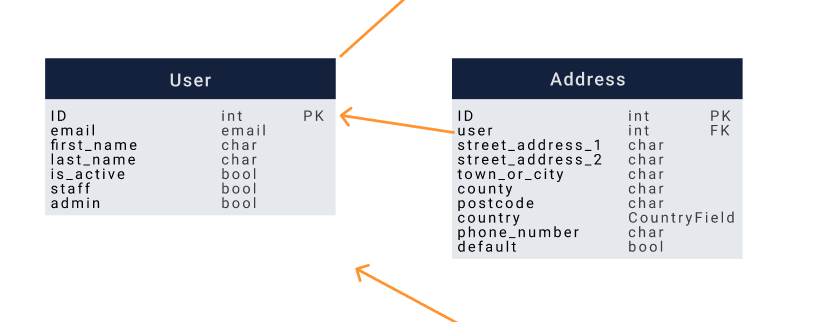 User
ID int PK
email email
first_name char
last_name char
is_active bool
staff bool
admin bool
Address
ID int PK
user int FK
street_address_1 char
street_address_2 char
town_or_city char
county char
postcode char
country CountryField
phone_number char
default bool